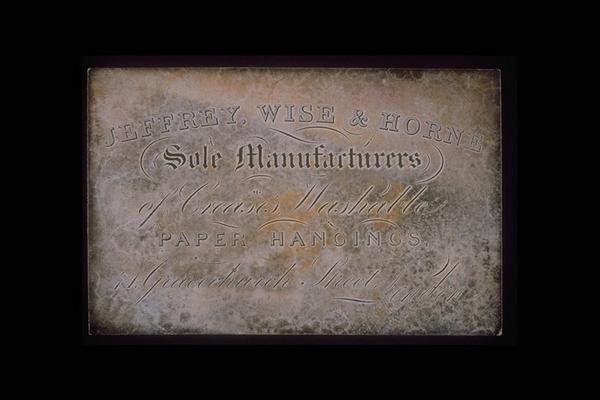 JEFFREY, WISE & HORNE
Sole Manufacturers
of Crease's Washable
PAPER HANGINGS,
Gracechurch Street, London